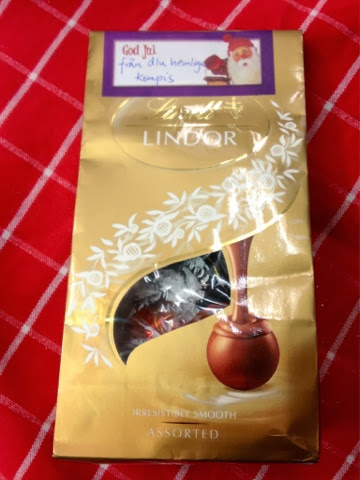 God Jul
från din hemliga
kompis
Lindt
LINDOR
IRRESISTIBLY SMOOTH
ASSORTED